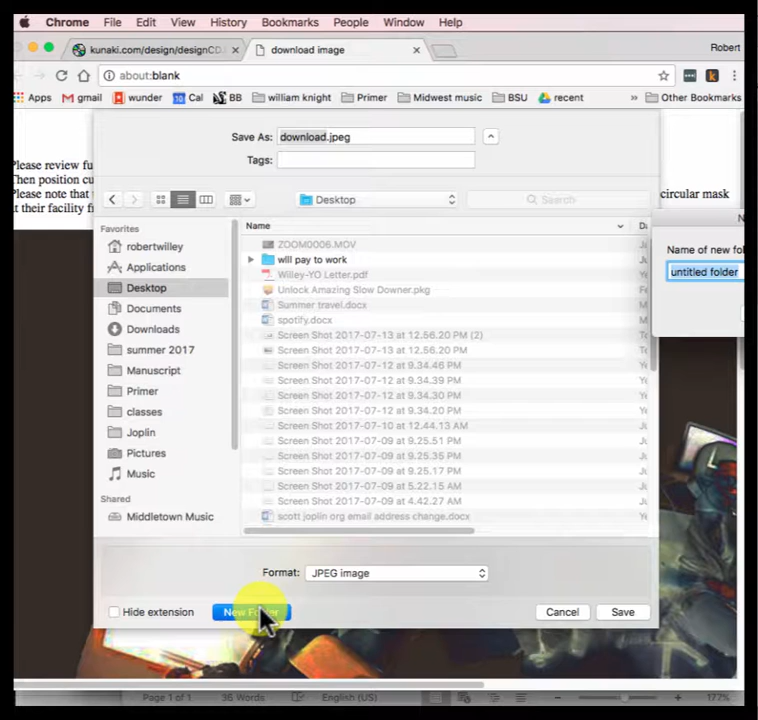 Chrome File Edit View History Bookmarks People Window Help
kunaki.com/design/designCD. × download image × Robert
about:blank
Apps gmail wunder 10 Cal BB william knight Primer Midwest music BSU recent » Other Bookmarks
Save As: download.jpeg
Please review fu
Tags:
Then position cu
Please note that circular mask
at their facility f
Desktop Search
Favorites
Name
robertwilley
ZOOM0006.MOV
will pay to work
Name of new fol
Applications
Willey-YO Letter.pdf
untitled folder
Desktop
Unlock Amazing Slow Downer.pkg
Documents
Summer travel.docx
spotify.docx
Downloads
Screen Shot 2017-07-13 at 12.56.20 PM (2)
summer 2017
Screen Shot 2017-07-13 at 12.56.20 PM
Manuscript
Screen Shot 2017-07-12 at 9.34.46 PM
Screen Shot 2017-07-12 at 9.34.39 PM
Primer
Screen Shot 2017-07-12 at 9.34.30 PM
classes
Screen Shot 2017-07-12 at 9.34.20 PM
Joplin
Screen Shot 2017-07-10 at 12.44.13 AM
Screen Shot 2017-07-09 at 9.25.51 PM
Pictures
Screen Shot 2017-07-09 at 9.25.35 PM
Music
Screen Shot 2017-07-09 at 9.25.17 PM
Screen Shot 2017-07-09 at 5.22.15 AM
Shared
Screen Shot 2017-07-09 at 4.42.27 AM
Middletown Music
scott joplin org email address change.docx
Format: JPEG image
Hide extension New Folder Cancel Save
Page 1 of 1 36 Words English (US) 177%